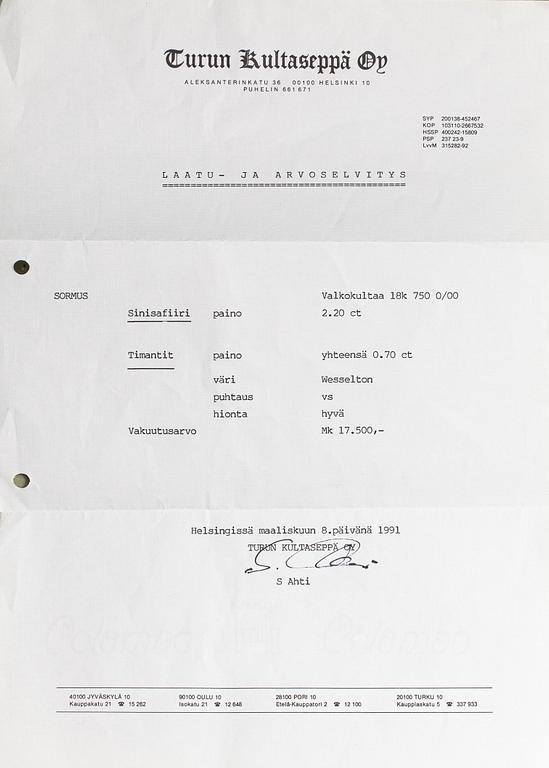 Turun Kultaseppä Oy
ALEKSANTERINKATU 36 00100 HELSINKI 10
PUHELIN 661 671
SYP 200138-452467
KOP 103110-2667532
HSSP 400242-15809
PSP 237 23-9
LvvM 315282-92
LAATU- JA ARVOSELVITYS
SORMUS Valkokultaa 18k 750 0/00
Sinisafiiri paino 2.20 ct
Timantit paino yhteensä 0.70 ct
väri Wesselton
puhtaus vs
hionta hyvä
Vakuutusarvo Mk 17.500,-
Helsingissä maaliskuun 8.päivänä 1991
TURUN KULTASEPPÄ OY
S Ahti
40100 JYVÄSKYLÄ 10 90100 OULU 10 28100 PORI 10 20100 TURKU 10
Kauppakatu 21 ☎ 15 262 Isokatu 21 ☎ 12 648 Etelä-Kauppatori 2 ☎ 12 100 Kauppiaskatu 5 ☎ 337 933